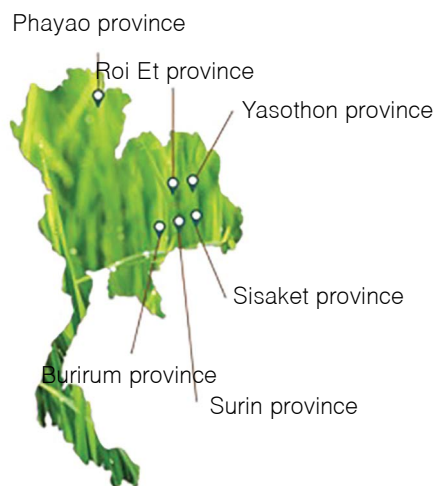 Phayao province
Roi Et province
Yasothon province
Sisaket province
Burirum province
Surin province